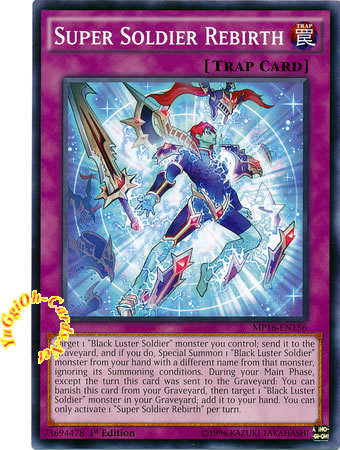 SUPER SOLDIER REBIRTH
TRAP
罠
[TRAP CARD]
MP16-EN156
Target 1 "Black Luster Soldier" monster you control; send it to the
Graveyard, and if you do, Special Summon 1 "Black Luster Soldier"
monster from your hand with a different name from that monster,
ignoring its Summoning conditions. During your Main Phase,
except the turn this card was sent to the Graveyard: You can
banish this card from your Graveyard, then target 1 "Black Luster
Soldier" monster in your Graveyard; add it to your hand. You can
only activate 1 "Super Soldier Rebirth" per turn.
73694478 1st Edition ©1996 KAZUKI TAKAHASHI